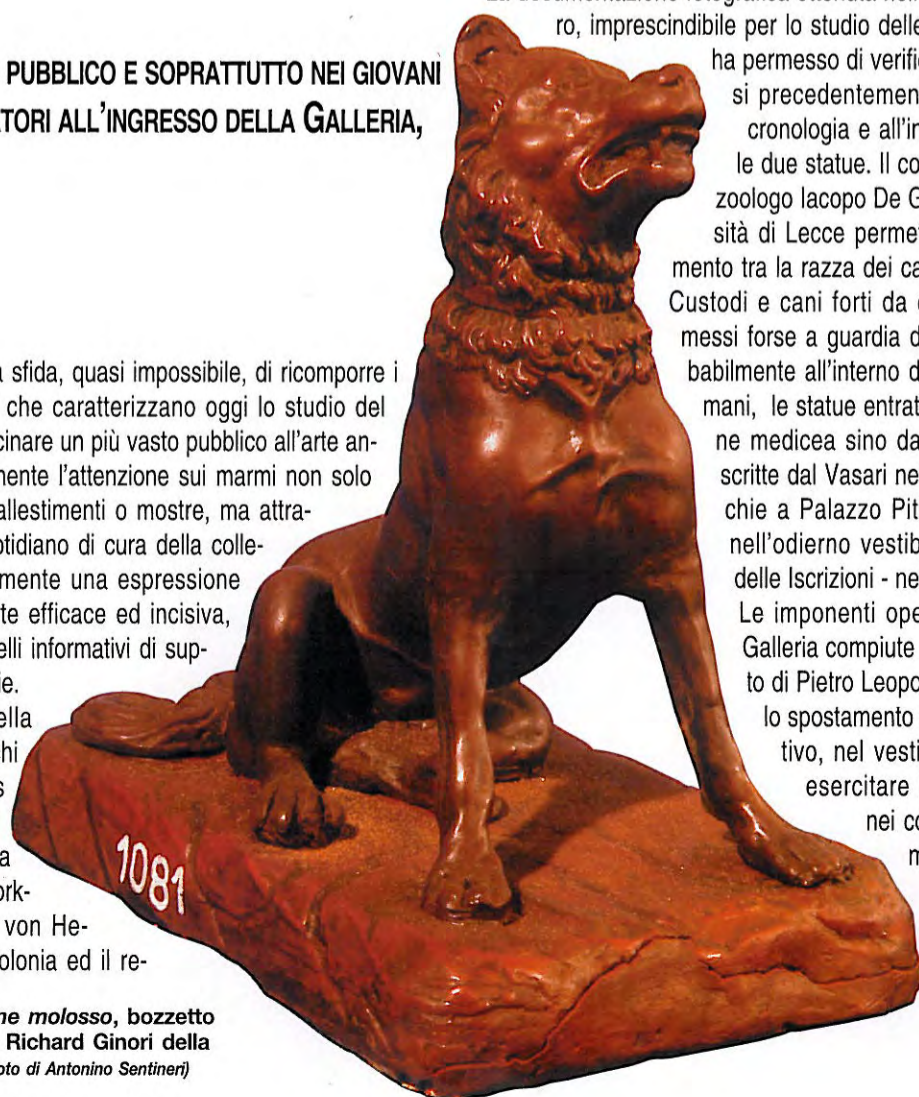 PUBBLICO E SOPRATTUTTO NEI GIOVANI
TORI ALL'INGRESSO DELLA GALLERIA,
a sfida, quasi impossibile, di ricomporre i
che caratterizzano oggi lo studio del
cinare un più vasto pubblico all'arte an-
mente l'attenzione sui marmi non solo
allestimenti o mostre, ma attra-
otidiano di cura della colle-
mente una espressione
te efficace ed incisiva,
elli informativi di sup-
ie.
ella
chi
s
a
ork-
von He-
olonia ed il re-
ne molosso, bozzetto
Richard Ginori della
oto di Antonino Sentineri)
1081
ro, imprescindibile per lo studio delle
ha permesso di verific
si precedentemen
cronologia e all'in
le due statue. Il co
zoologo Iacopo De G
sità di Lecce perme
mento tra la razza dei ca
Custodi e cani forti da
messi forse a guardia d
babilmente all'interno d
mani, le statue entrat
ne medicea sino da
scritte dal Vasari ne
chie a Palazzo Pit
nell'odierno vestib
delle Iscrizioni - ne
Le imponenti ope
Galleria compiute
to di Pietro Leopo
lo spostamento
tivo, nel vesti
esercitare
nei co
m